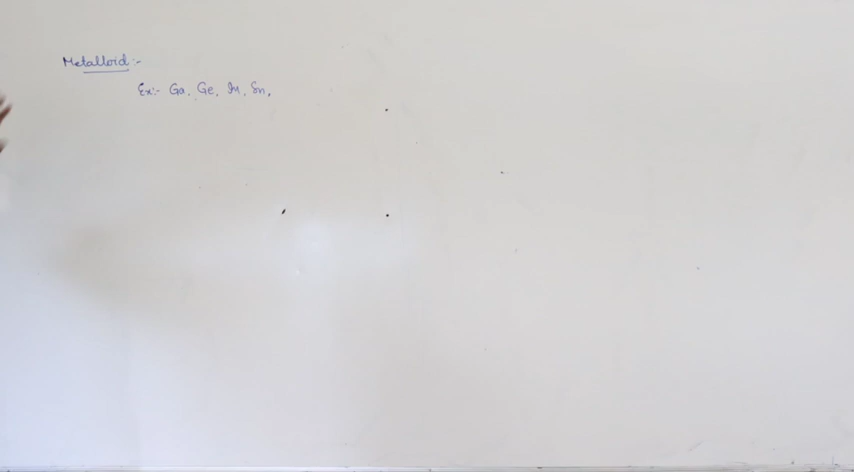 Metalloid:-
Ex:- Ga, Ge, In, Sn,